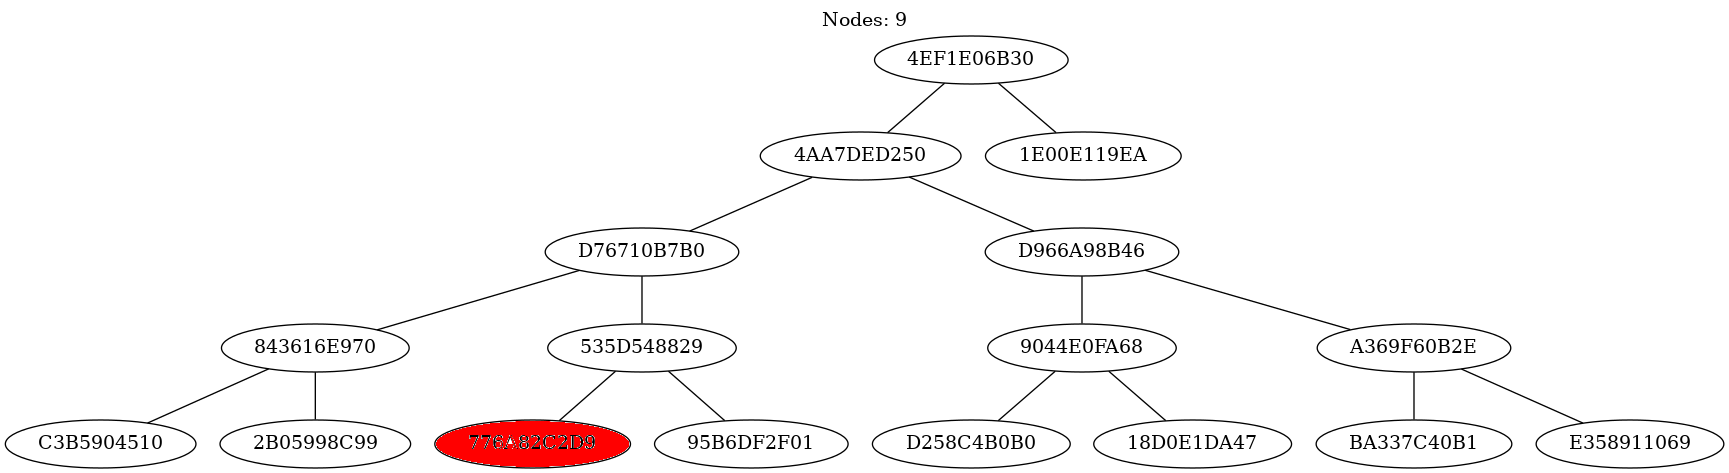 Nodes: 9
4EF1E06B30
4AA7DED250 1E00E119EA
D76710B7B0 D966A98B46
843616E970 535D548829 9044E0FA68 A369F60B2E
C3B5904510 2B05998C99 776A82C2D9 95B6DF2F01 D258C4B0B0 18D0E1DA47 BA337C40B1 E358911069